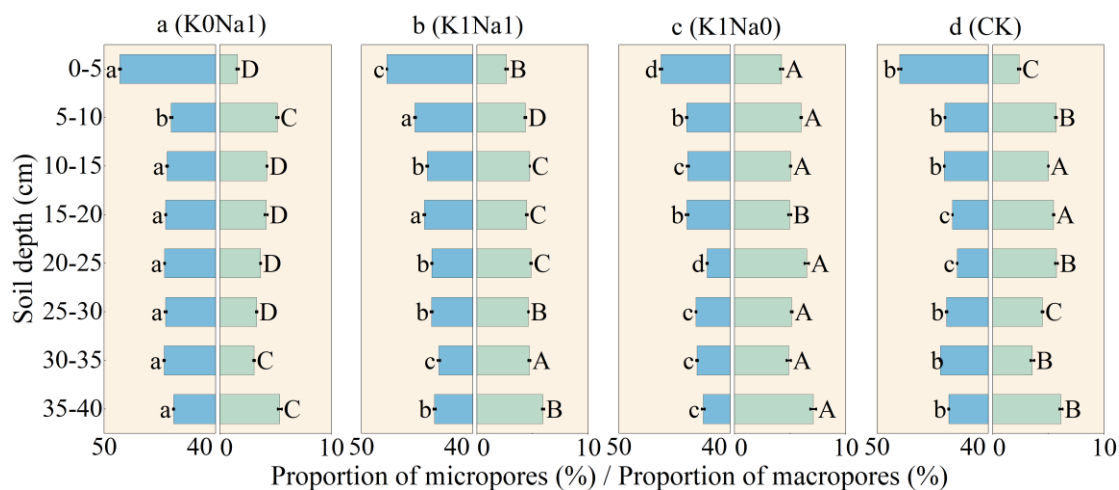 a (K0Na1) b (K1Na1) c (K1Na0) d (CK)
0-5 a D c B d A b C
5-10 b C a D b A b B
10-15 a D b C c A b A
15-20 a D a C b B c A
20-25 a D b C d A c B
25-30 a D b B c A b C
30-35 a C c A c A b B
35-40 a C b B c A b B
50 40 0 10 50 40 0 10 50 40 0 10 50 40 0 10
Soil depth (cm)
Proportion of micropores (%) / Proportion of macropores (%)